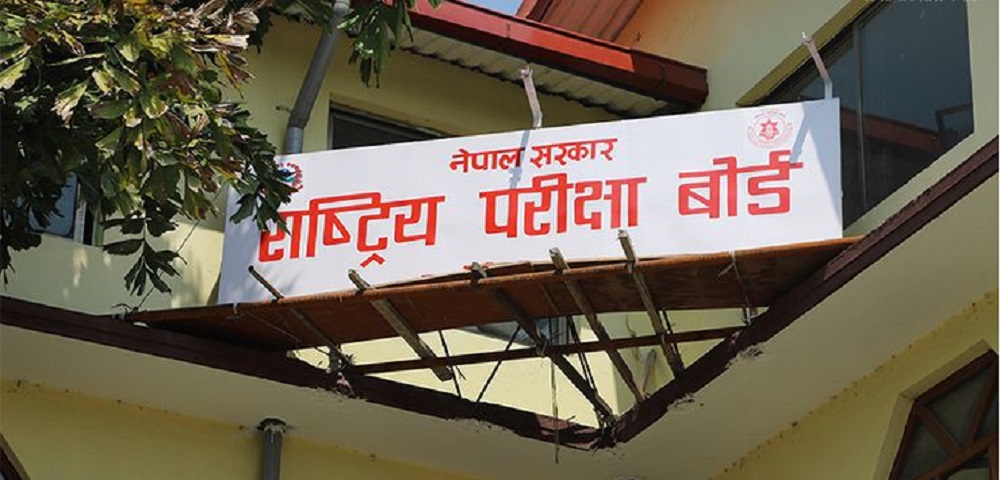 नेपाल सरकार
राष्ट्रिय परीक्षा बोर्ड